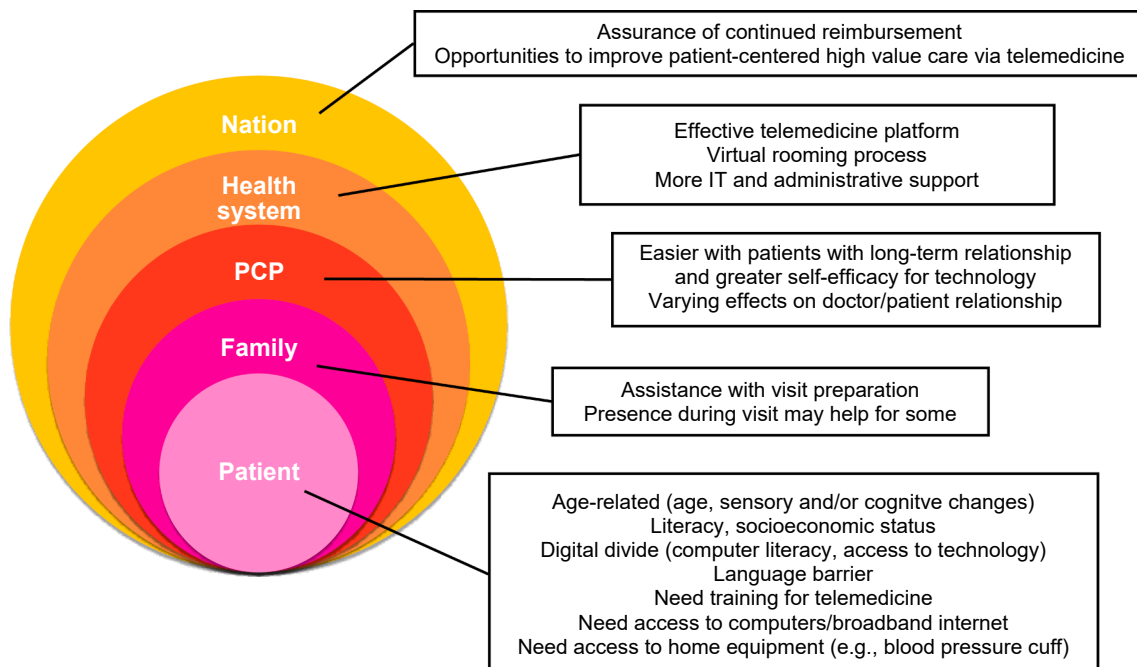 Assurance of continued reimbursement
Opportunities to improve patient-centered high value care via telemedicine
Nation
Effective telemedicine platform
Virtual rooming process
More IT and administrative support
Health
system
Easier with patients with long-term relationship
and greater self-efficacy for technology
Varying effects on doctor/patient relationship
PCP
Family
Assistance with visit preparation
Presence during visit may help for some
Patient
Age-related (age, sensory and/or cognitve changes)
Literacy, socioeconomic status
Digital divide (computer literacy, access to technology)
Language barrier
Need training for telemedicine
Need access to computers/broadband internet
Need access to home equipment (e.g., blood pressure cuff)